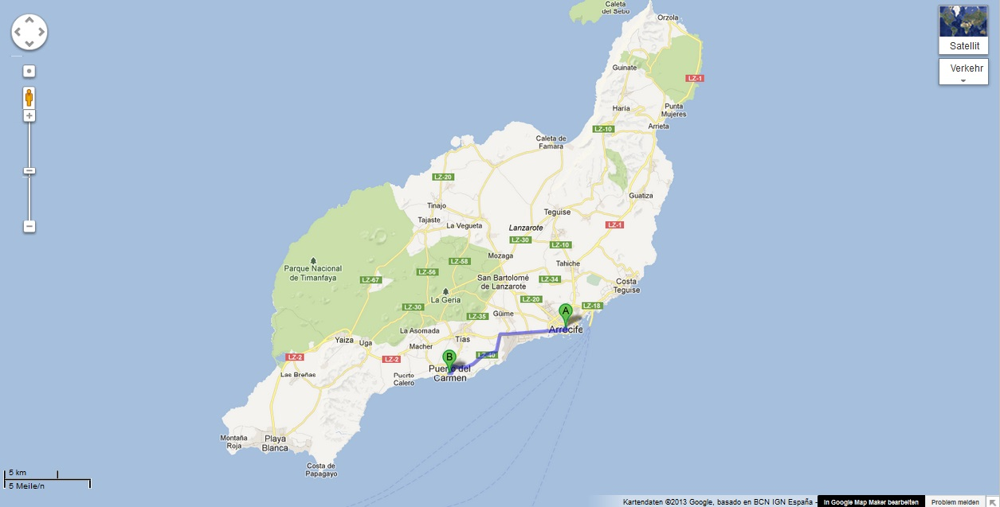 Caleta
del Sebo
Orzola
Satellit
Verkehr
Guinate
LZ-1
Punta
Mujeres
Haría
Arrieta
LZ-10
Caleta de
Famara
LZ-20
Guatiza
Tinajo
Teguise
Tajaste
La Vegueta
Lanzarote
LZ-1
LZ-30
LZ-10
Mozaga
Tahiche
LZ-58
Parque Nacional
de Timanfaya
LZ-56
LZ-67
San Bartolomé
de Lanzarote
LZ-34
Costa
Teguise
La Geria
LZ-20
LZ-30
LZ-18
A
LZ-35
Güime
Arrecife
La Asomada
Yaiza
Uga
Macher
Tías
LZ-2
LZ-2
B
LZ-40
Puerto del
Carmen
Las Breñas
Puerto
Calero
Montaña
Roja
Playa
Blanca
Costa de
Papagayo
5 km
5 Meile/n
Kartendaten ©2013 Google, basado en BCN IGN España - In Google Map Maker bearbeiten Problem melden